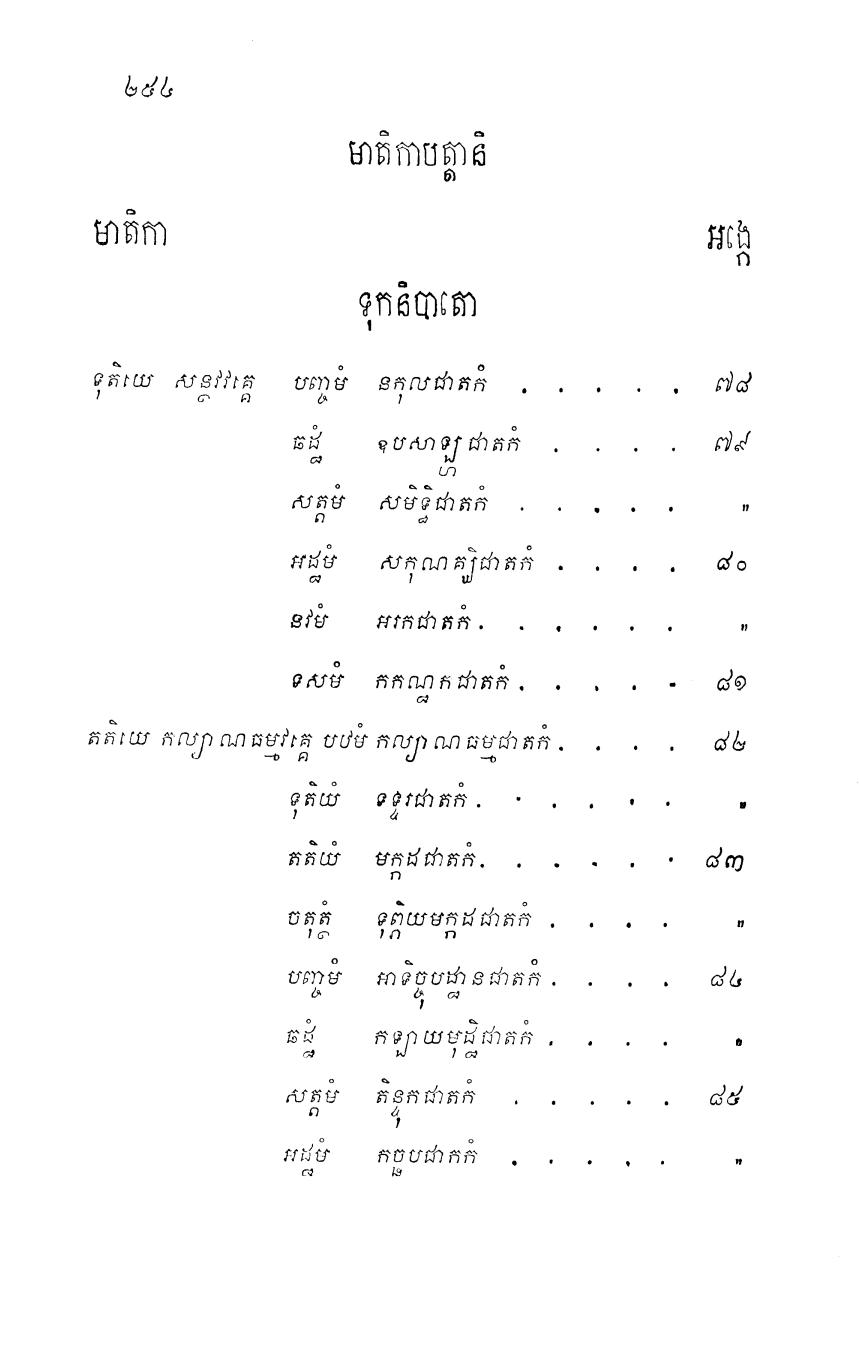 ២៥៤
មាតិកាបត្តានិ
មាតិកា អង្កេ
ទុកនិបាតោ
ទុតិយេ សន្ថវវគ្គេ បញ្ចមំ នកុលជាតកំ . . . . . ៧៨
ឆដ្ឋំ ឧបសាឡ្ហជាតកំ . . . . ៧៩
សត្តមំ សមិទ្ធិជាតកំ . . . . . "
អដ្ឋមំ សកុណគ្ឃិជាតកំ . . . . ៨០
នវមំ អរកជាតកំ . . . . . . "
ទសមំ កកណ្ឋកជាតកំ . . . . . ៨១
តតិយេ កល្យាណធម្មវគ្គេ បឋមំ កល្យាណធម្មជាតកំ . . . . ៨២
ទុតិយំ ទទ្ទរជាតកំ . . . . . . "
តតិយំ មក្កដជាតកំ . . . . . . ៨៣
ចតុត្ថំ ទុព្ភិយមក្កដជាតកំ . . . . "
បញ្ចមំ អាទិច្ចុបដ្ឋានជាតកំ . . . . ៨៤
ឆដ្ឋំ កឡាយមុដ្ឋិជាតកំ . . . . "
សត្តមំ តិន្ទុកជាតកំ . . . . . ៨៥
អដ្ឋមំ កច្ឆបជាតកំ . . . . . "